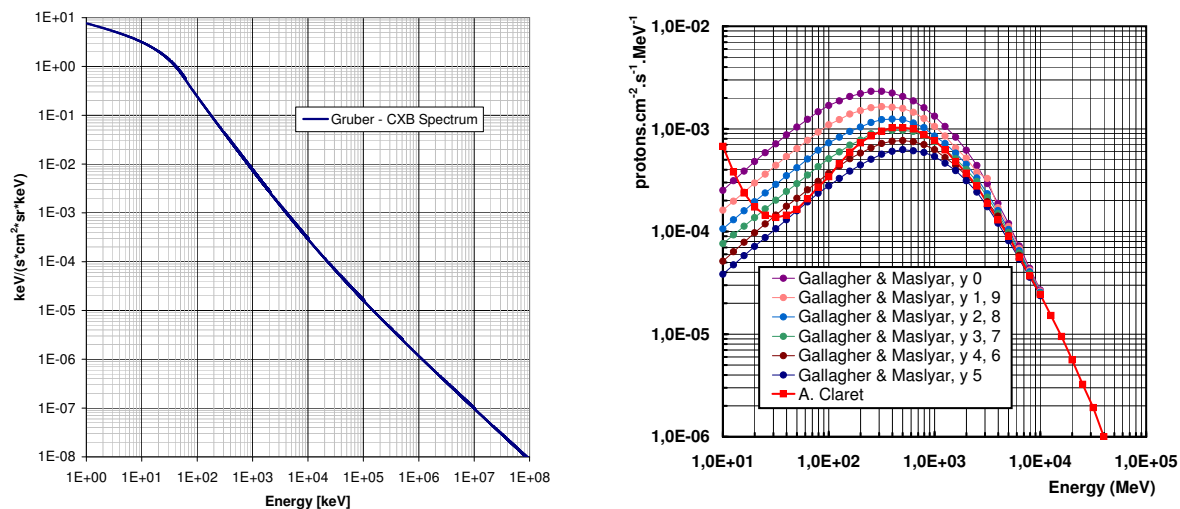 1E+01
1E+00
1E-01
1E-02
1E-03
1E-04
1E-05
1E-06
1E-07
1E-08
keV/(s*cm²*sr*keV)
Gruber - CXB Spectrum
1E+00 1E+01 1E+02 1E+03 1E+04 1E+05 1E+06 1E+07 1E+08
Energy [keV]
1,0E-02
1,0E-03
1,0E-04
1,0E-05
1,0E-06
protons.cm⁻².s⁻¹.MeV⁻¹
Gallagher & Maslyar, y 0
Gallagher & Maslyar, y 1, 9
Gallagher & Maslyar, y 2, 8
Gallagher & Maslyar, y 3, 7
Gallagher & Maslyar, y 4, 6
Gallagher & Maslyar, y 5
A. Claret
1,0E+01 1,0E+02 1,0E+03 1,0E+04 1,0E+05
Energy (MeV)